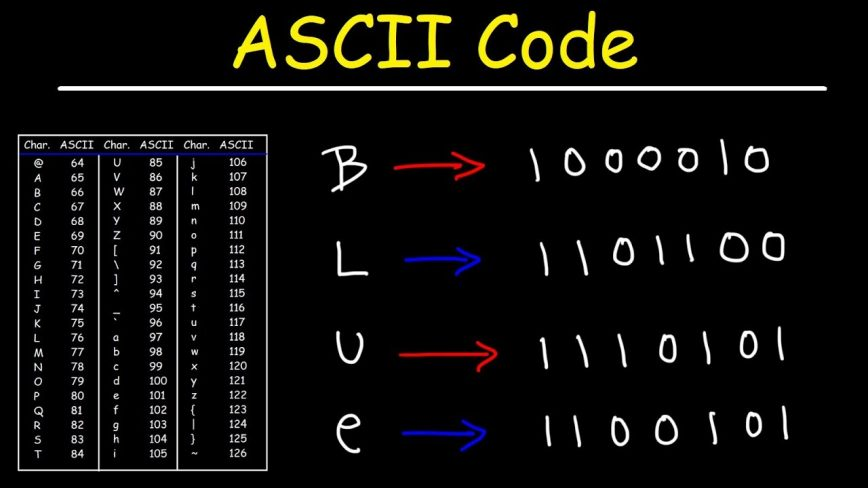 ASCII Code
Char. ASCII Char. ASCII Char. ASCII
@ 64 U 85 j 106
A 65 V 86 k 107
B 66 W 87 l 108
C 67 X 88 m 109
D 68 Y 89 n 110
E 69 Z 90 o 111
F 70 [ 91 p 112
G 71 \ 92 q 113
H 72 ] 93 r 114
I 73 ^ 94 s 115
J 74 _ 95 t 116
K 75 ` 96 u 117
L 76 a 97 v 118
M 77 b 98 w 119
N 78 c 99 x 120
O 79 d 100 y 121
P 80 e 101 z 122
Q 81 f 102 { 123
R 82 g 103 | 124
S 83 h 104 } 125
T 84 i 105 ~ 126
B → 1000010
L → 1101100
U → 1110101
e → 1100101